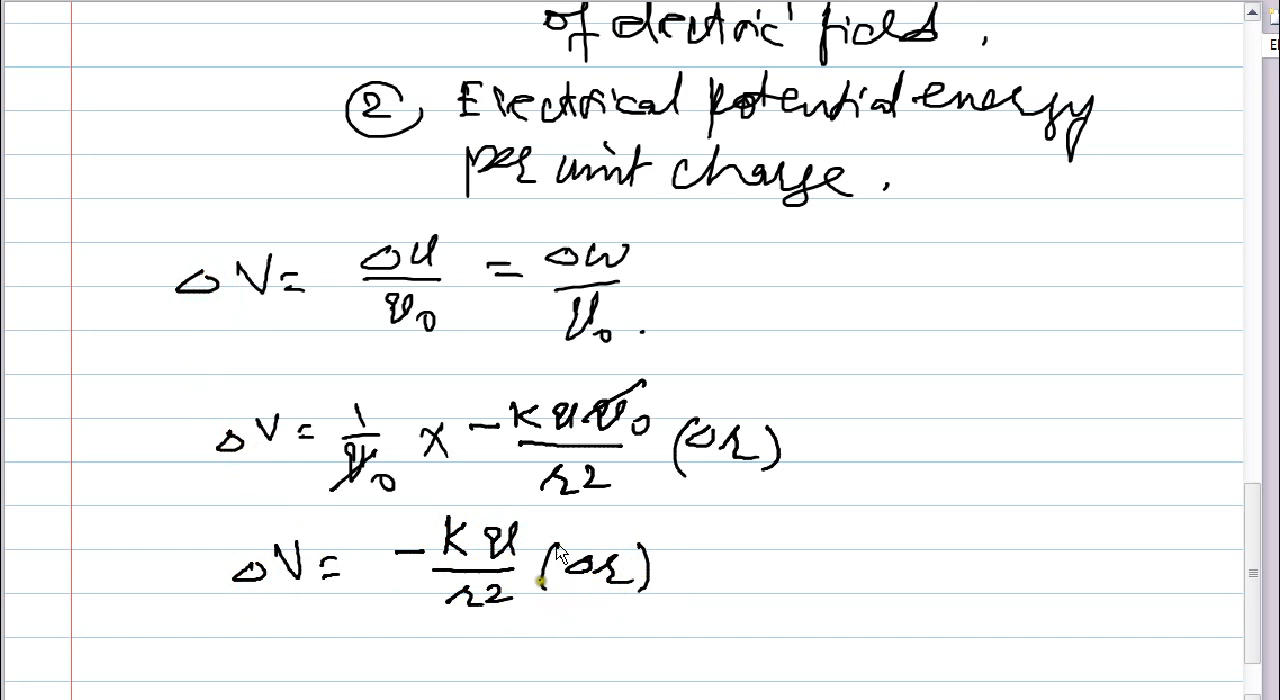 of electric field.
② Electrical potential energy
per unit charge.
ΔV = ΔU/q₀ = ΔW/q₀.
ΔV = 1/q₀ × -Kqq₀/r² (Δr)
ΔV = -Kq/r² (Δr)